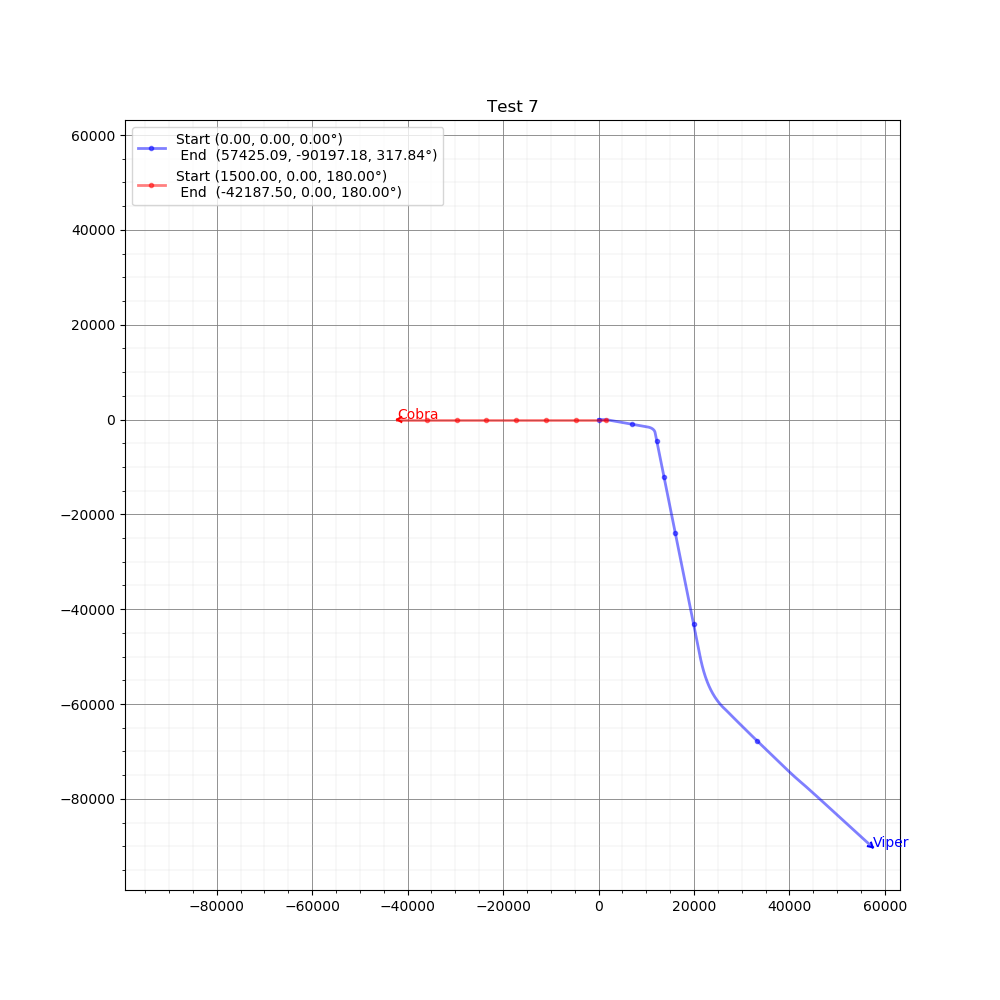 Test 7
Start (0.00, 0.00, 0.00°)
End (57425.09, -90197.18, 317.84°)
Start (1500.00, 0.00, 180.00°)
End (-42187.50, 0.00, 180.00°)
60000
40000
20000
0
−20000
−40000
−60000
−80000
Cobra
Viper
−80000 −60000 −40000 −20000 0 20000 40000 60000